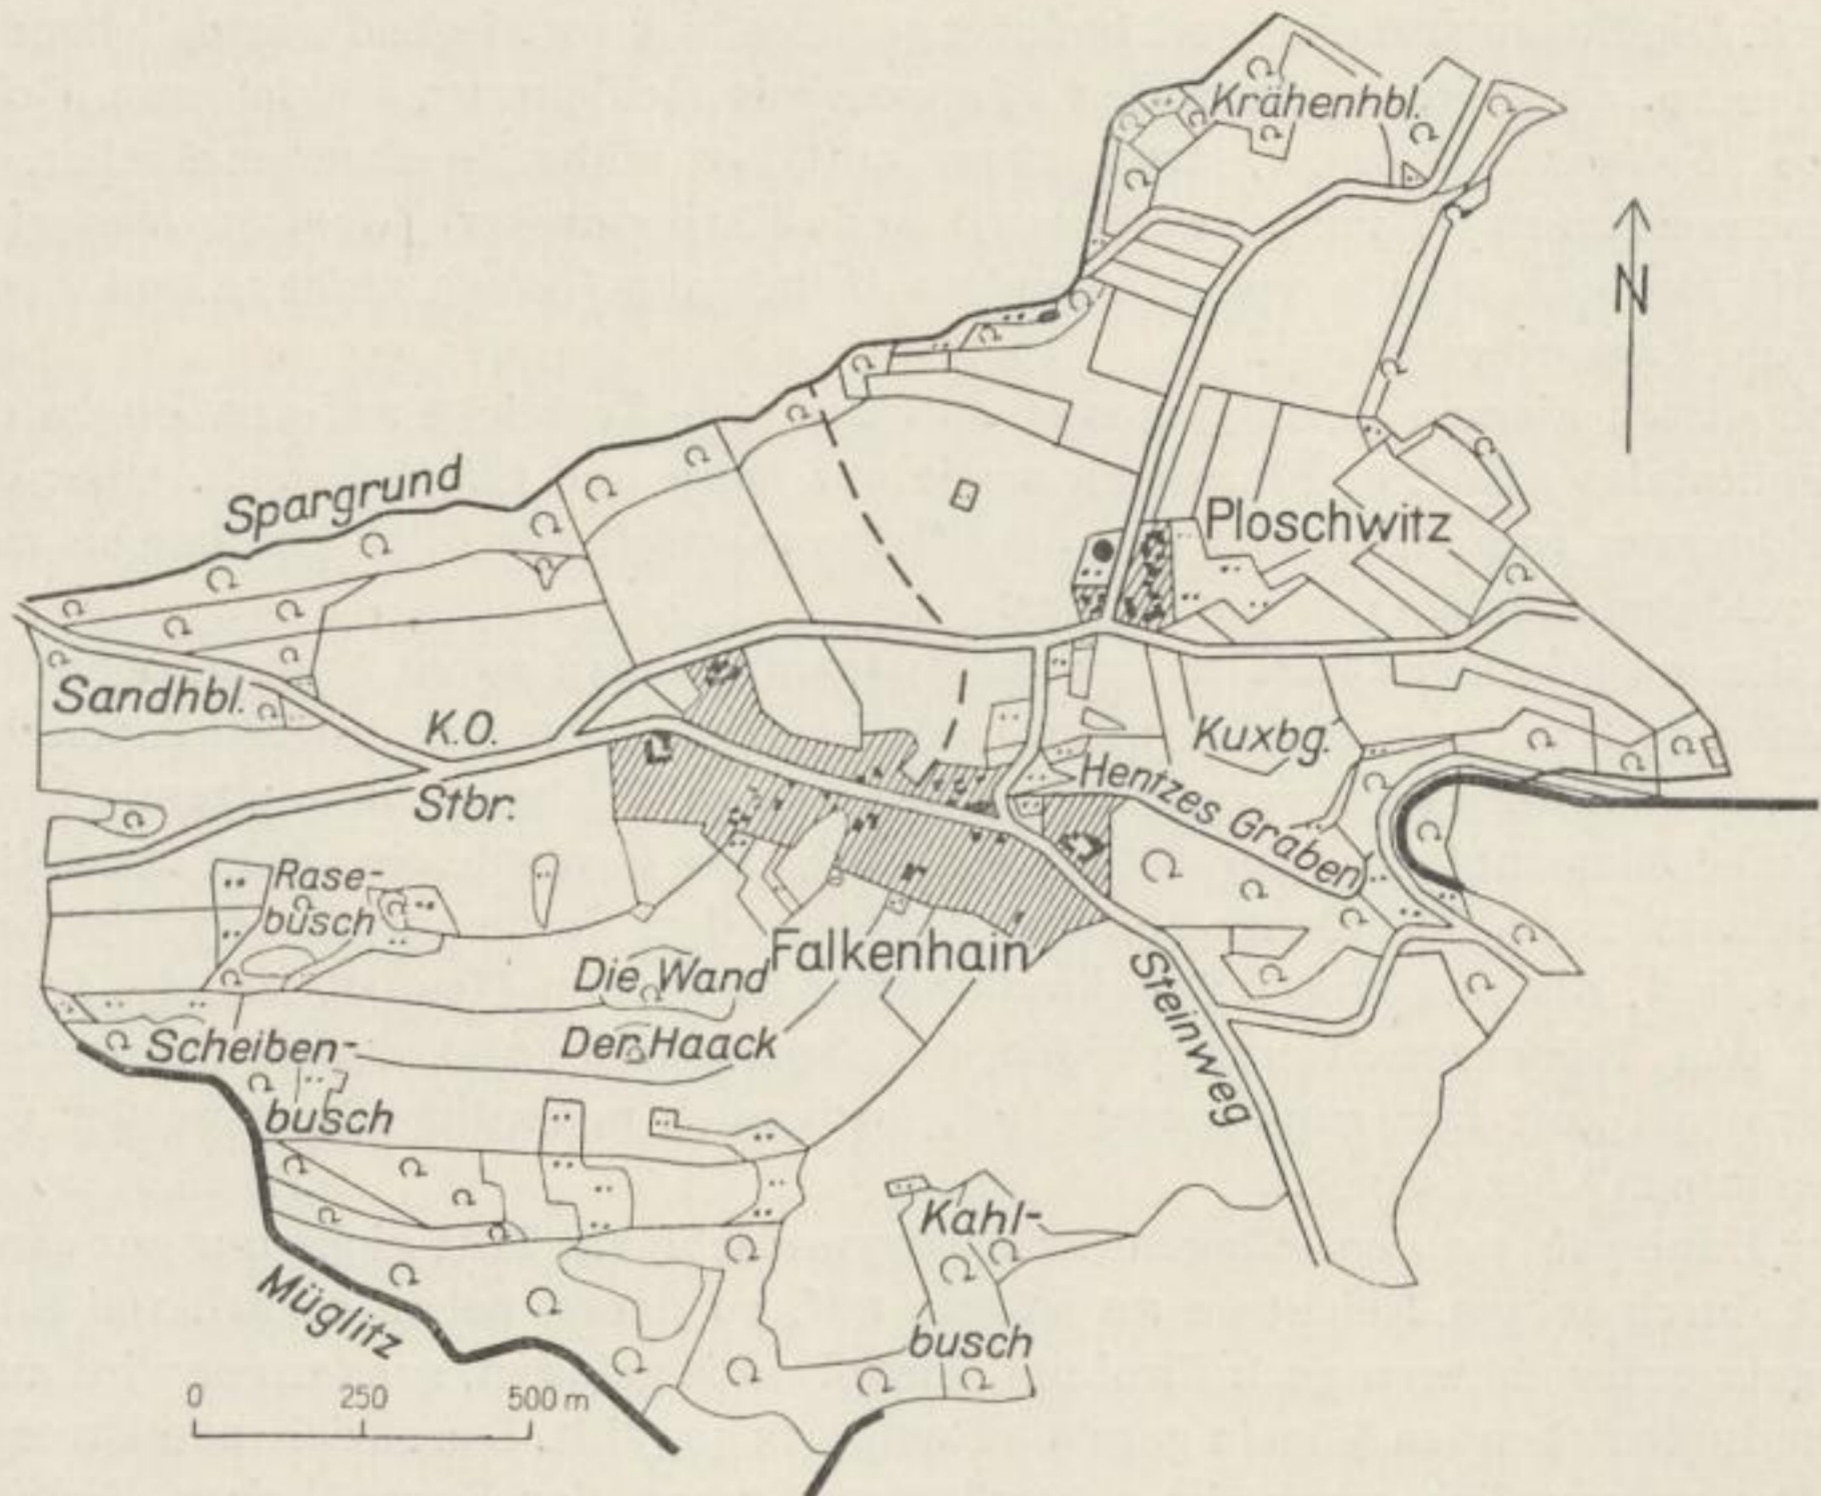 Krähenhbl.
N
Spargrund
Ploschwitz
Sandhbl.
K.O.
Kuxbg.
Stbr.
Hentzes Graben
Rase-
busch
Falkenhain
Die Wand
Steinweg
Der Haack
Scheiben-
busch
Kahl-
busch
Müglitz
0 250 500 m